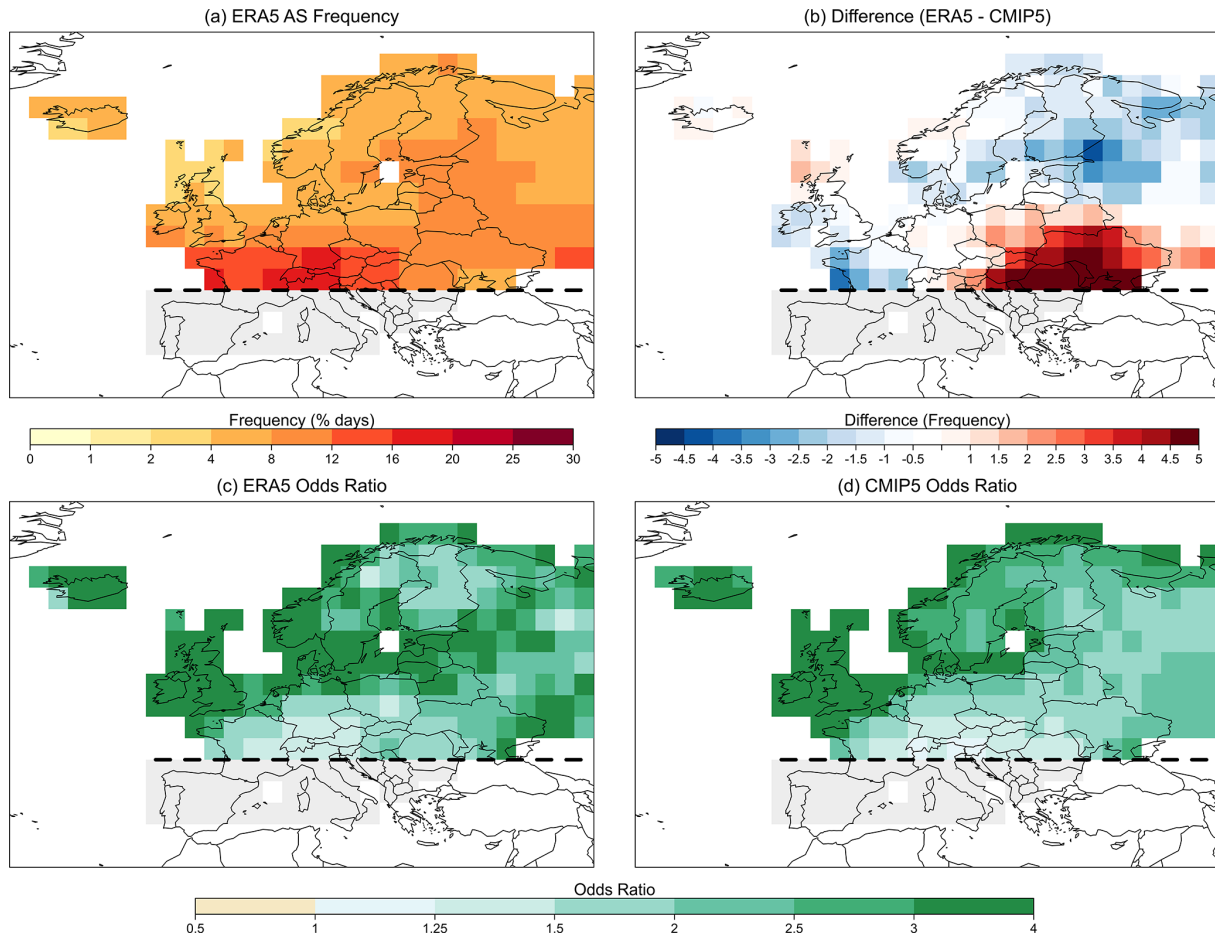 (a) ERA5 AS Frequency
(b) Difference (ERA5 - CMIP5)
Frequency (% days)
0 1 2 4 8 12 16 20 25 30
Difference (Frequency)
-5 -4.5 -4 -3.5 -3 -2.5 -2 -1.5 -1 -0.5 1 1.5 2 2.5 3 3.5 4 4.5 5
(c) ERA5 Odds Ratio
(d) CMIP5 Odds Ratio
Odds Ratio
0.5 1 1.25 1.5 2 2.5 3 4